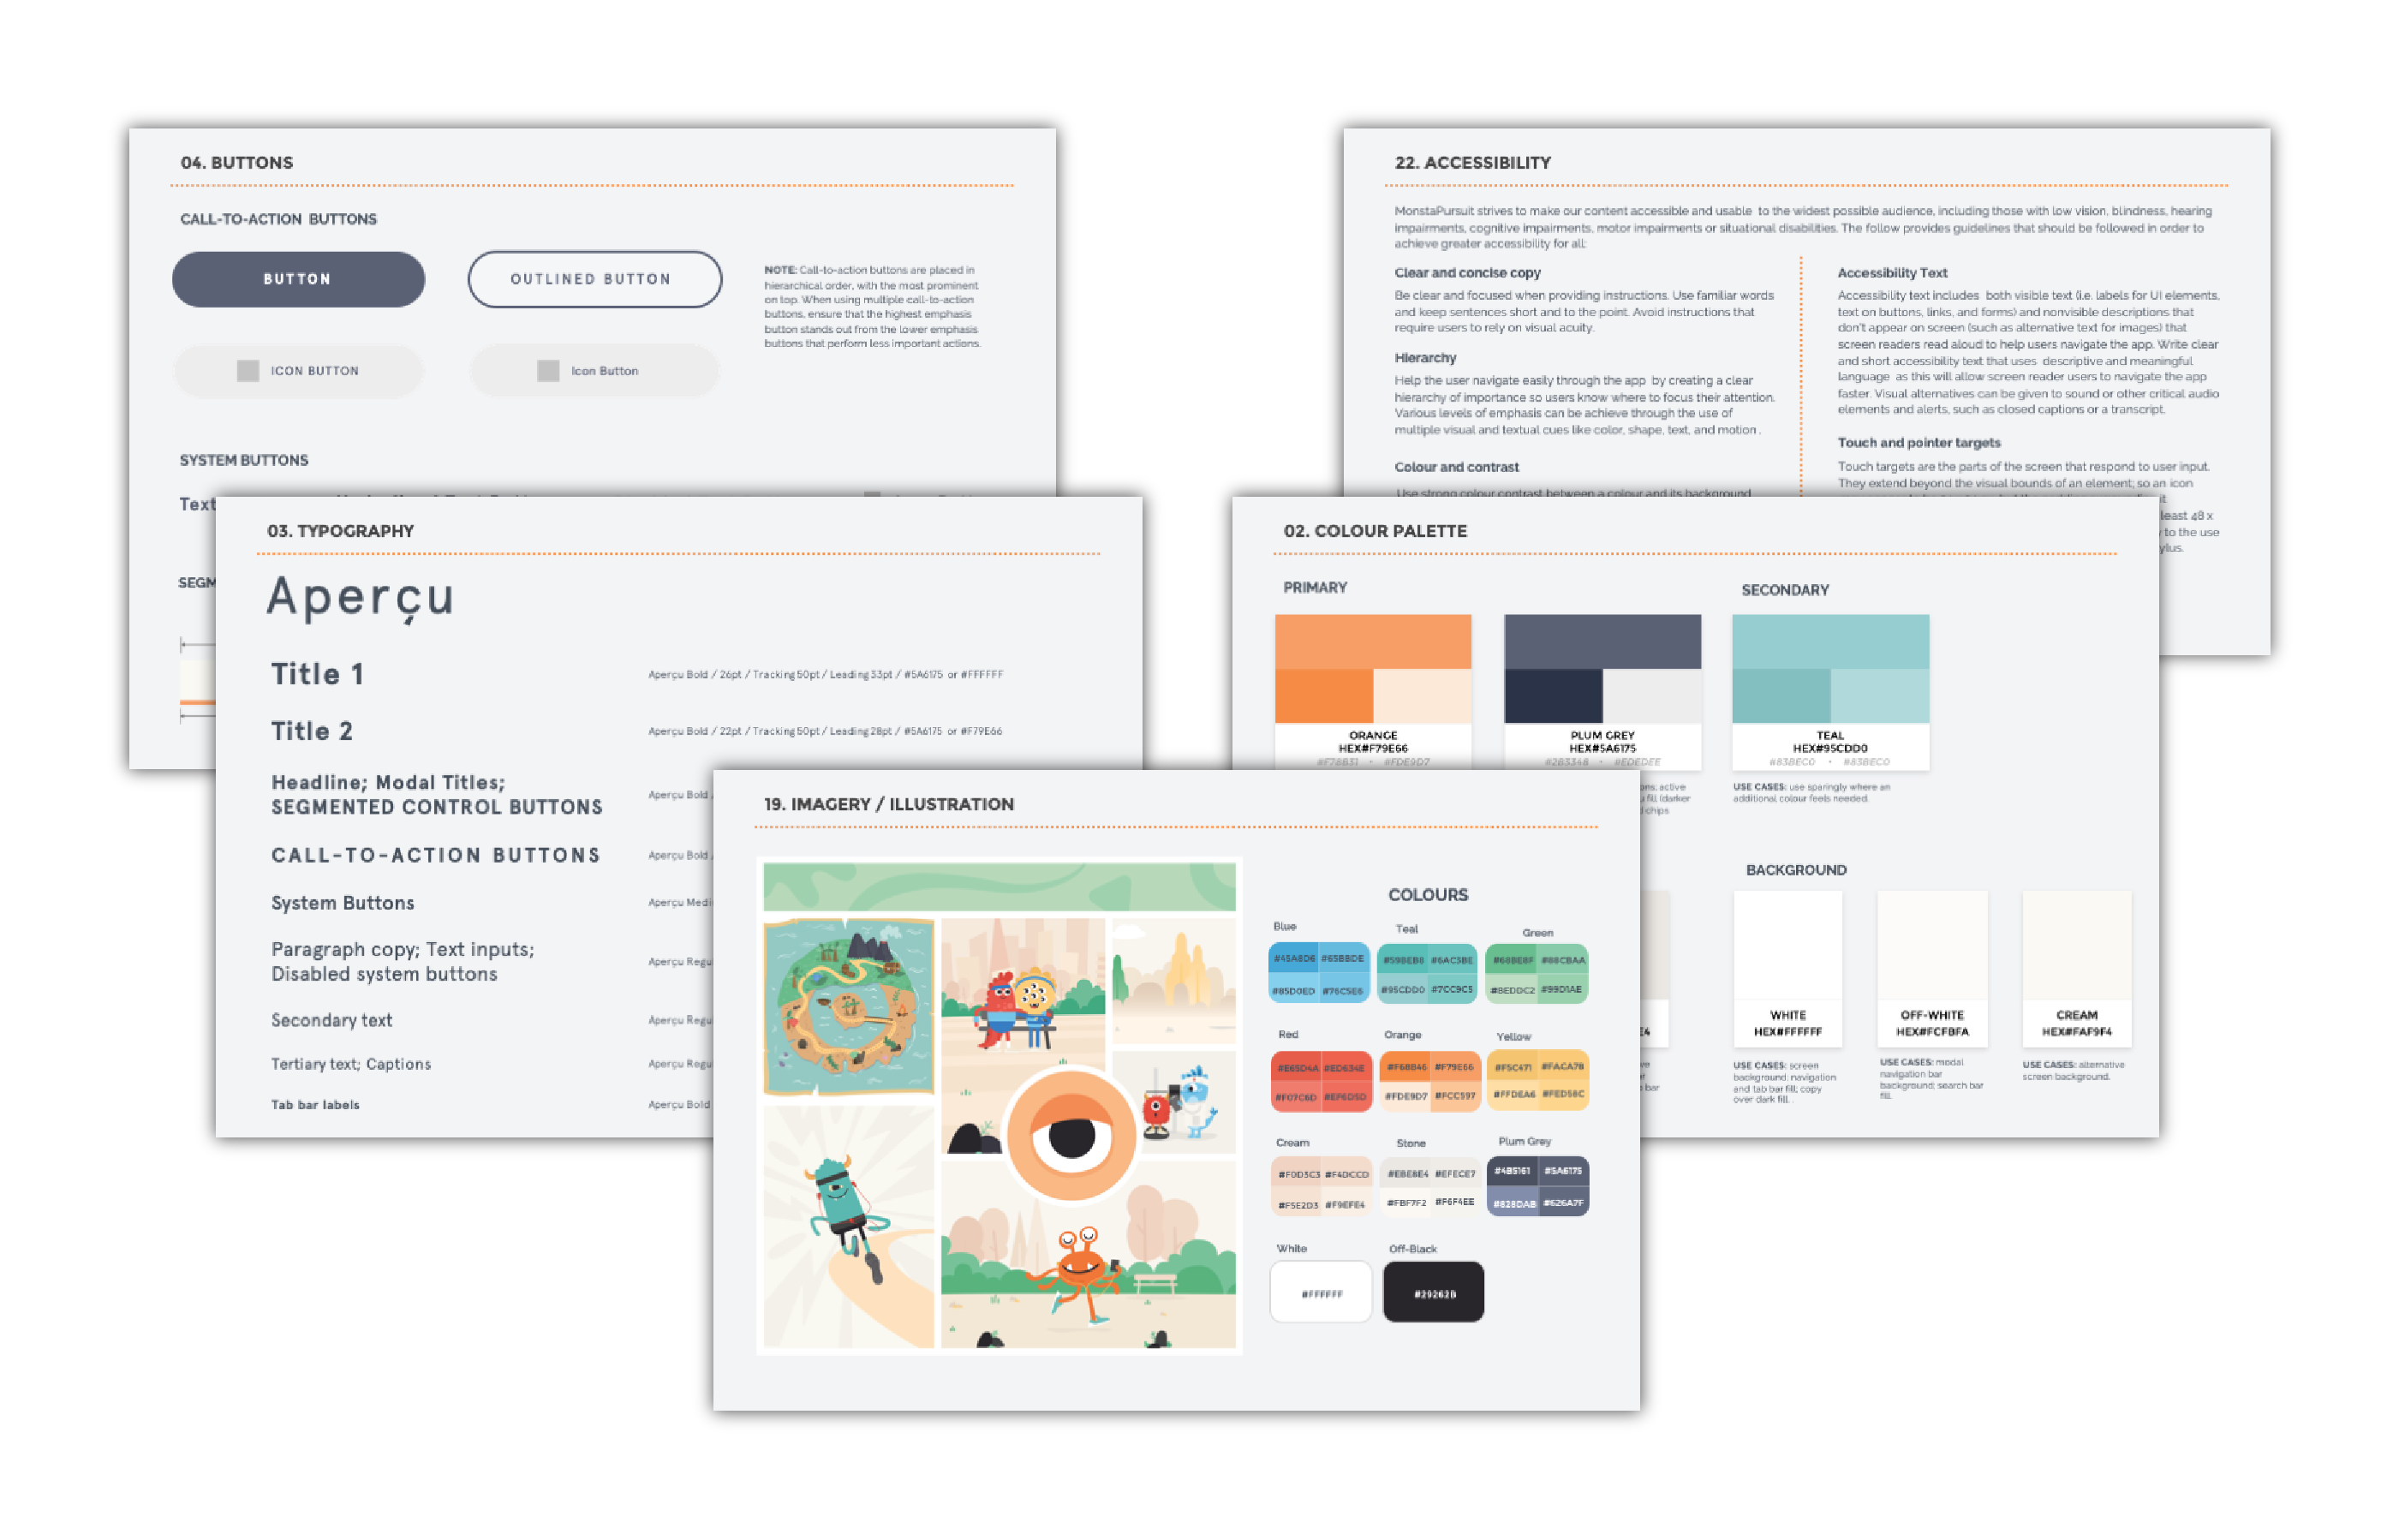 04. BUTTONS
CALL-TO-ACTION BUTTONS
BUTTON
OUTLINED BUTTON
NOTE: Call-to-action buttons are placed in
hierarchical order, with the most prominent
on top. When using multiple call-to-action
buttons, ensure that the highest emphasis
button stands out from the lower emphasis
buttons that perform less important actions.
ICON BUTTON
Icon Button
SYSTEM BUTTONS
Text
SEGM
22. ACCESSIBILITY
MonstaPursuit strives to make our content accessible and usable to the widest possible audience, including those with low vision, blindness, hearing
impairments, cognitive impairments, motor impairments or situational disabilities. The follow provides guidelines that should be followed in order to
achieve greater accessibility for all:
Clear and concise copy
Be clear and focused when providing instructions. Use familiar words
and keep sentences short and to the point. Avoid instructions that
require users to rely on visual acuity.
Hierarchy
Help the user navigate easily through the app by creating a clear
hierarchy of importance so users know where to focus their attention.
Various levels of emphasis can be achieve through the use of
multiple visual and textual cues like color, shape, text, and motion .
Colour and contrast
Use strong colour contrast between a colour and its background
Accessibility Text
Accessibility text includes both visible text (i.e. labels for UI elements,
text on buttons, links, and forms) and nonvisible descriptions that
don't appear on screen (such as alternative text for images) that
screen readers read aloud to help users navigate the app. Write clear
and short accessibility text that uses descriptive and meaningful
language as this will allow screen reader users to navigate the app
faster. Visual alternatives can be given to sound or other critical audio
elements and alerts, such as closed captions or a transcript.
Touch and pointer targets
Touch targets are the parts of the screen that respond to user input.
They extend beyond the visual bounds of an element; so an icon
it
least 48 x
to the use
ylus.
03. TYPOGRAPHY
Aperçu
Title 1
Aperçu Bold / 26pt / Tracking 50pt / Leading 33pt / #5A6175 or #FFFFFF
Title 2
Aperçu Bold / 22pt / Tracking 50pt / Leading 28pt / #5A6175 or #F79E66
Headline; Modal Titles;
SEGMENTED CONTROL BUTTONS
Aperçu Bold /
CALL-TO-ACTION BUTTONS
Aperçu Bold /
System Buttons
Aperçu Medi
Paragraph copy; Text inputs;
Disabled system buttons
Aperçu Regu
Secondary text
Aperçu Regu
Tertiary text; Captions
Aperçu Regu
Tab bar labels
Aperçu Bold
02. COLOUR PALETTE
PRIMARY
SECONDARY
ORANGE
HEX#F79E66
#F78B31 • #FDE9D7
PLUM GREY
HEX#5A6175
#2B3348 • #EDEDEE
TEAL
HEX#95CDD0
#83BEC0 • #83BEC0
ons; active
fill (darker
chips
USE CASES: use sparingly where an
additional colour feels needed.
BACKGROUND
E4
bar
WHITE
HEX#FFFFFF
USE CASES: screen
background; navigation
and tab bar fill; copy
over dark fill. .
OFF-WHITE
HEX#FCFBFA
USE CASES: modal
navigation bar
background; search bar
fill.
CREAM
HEX#FAF9F4
USE CASES: alternative
screen background.
19. IMAGERY / ILLUSTRATION
COLOURS
Blue
#45A8D6 #65BBDE
#85D0ED #76C5E6
Teal
#59BEB8 #6AC3BE
#95CDD0 #7CC9C5
Green
#68BE8F #88CBAA
#BEDDC2 #99D1AE
Red
#E65D4A #ED634E
#F07C6D #EF6D5D
Orange
#F68B46 #F79E66
#FDE9D7 #FCC597
Yellow
#F5C471 #FACA78
#FFDEA6 #FED58C
Cream
#F0D3C3 #F4DCCD
#F5E2D3 #F9EFE4
Stone
#EBE8E4 #EFECE7
#FBF7F2 #F6F4EE
Plum Grey
#4B5161 #5A6175
#828DAB #626A7F
White
#FFFFFF
Off-Black
#29262B